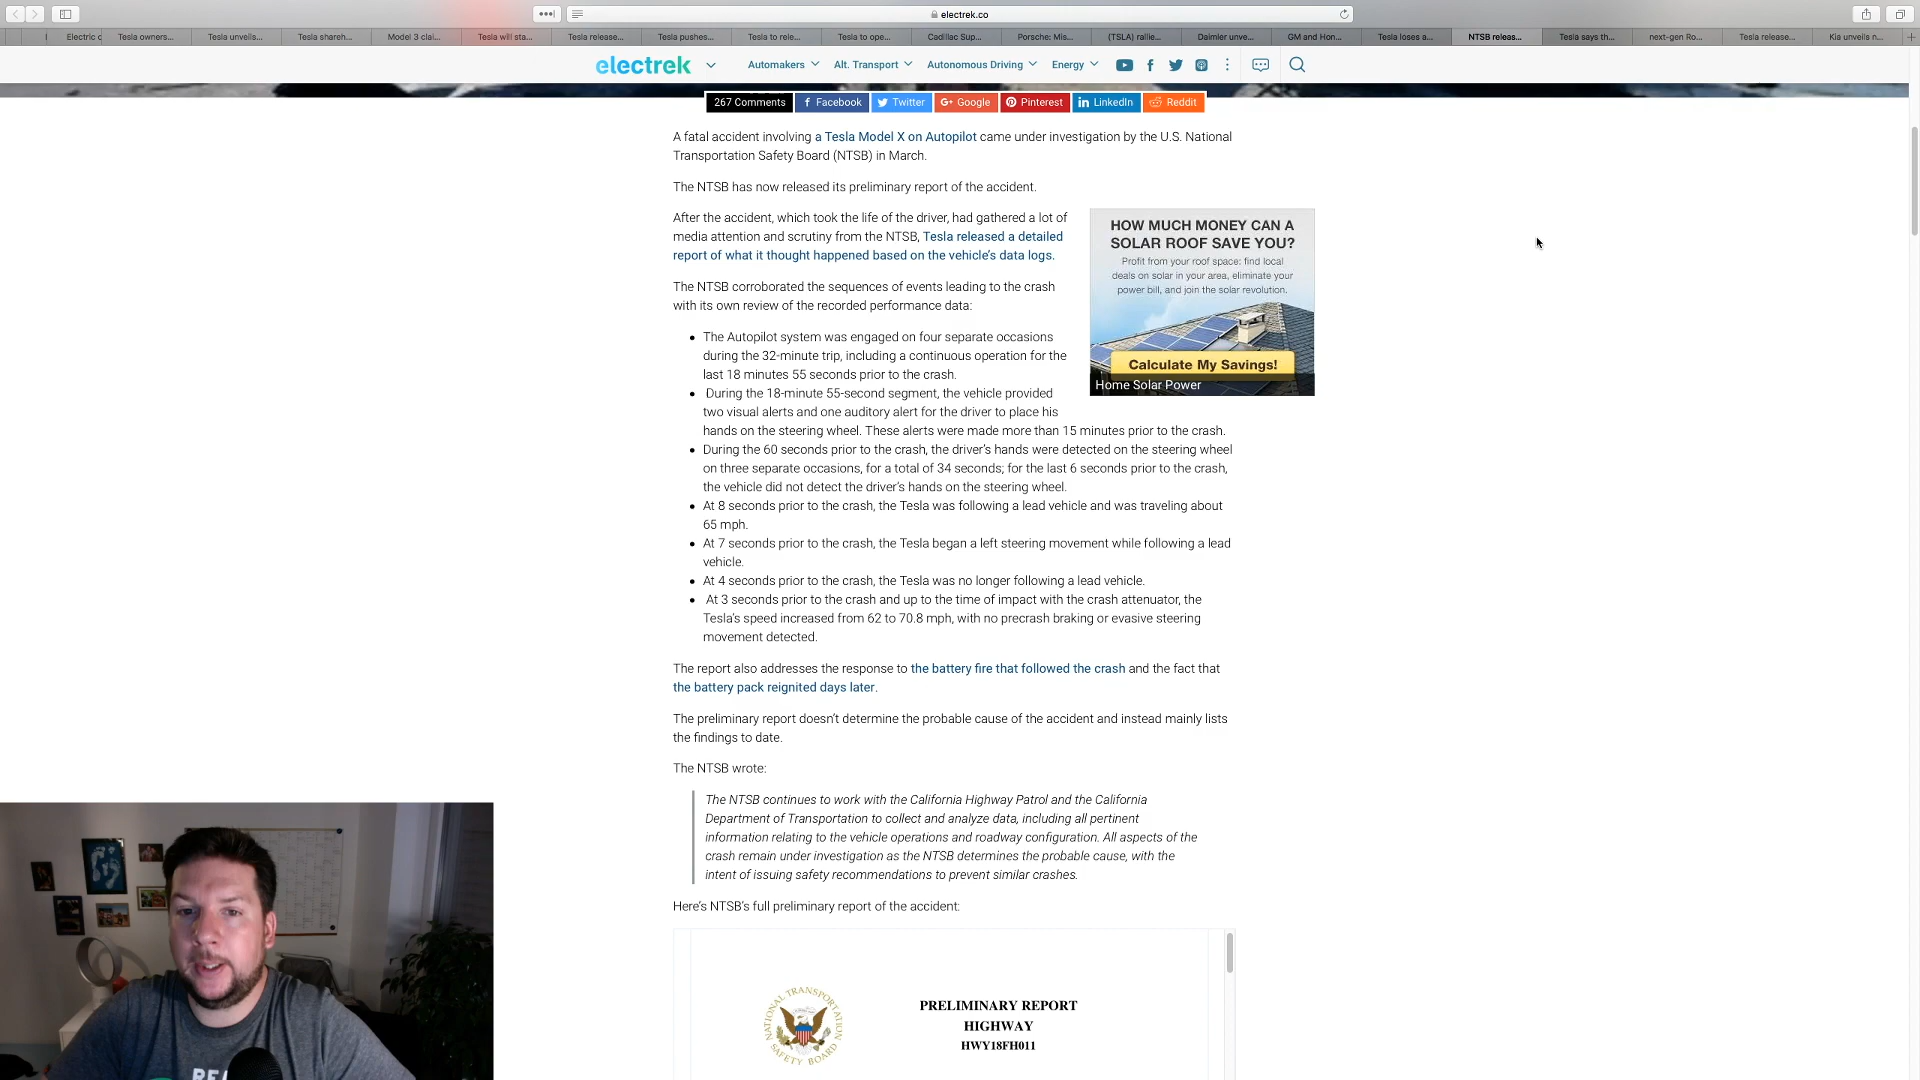 electrek.co
Electric c Tesla owners... Tesla unveils... Tesla shareh... Model 3 clai... Tesla will sta... Tesla release... Tesla pushes... Tesla to rele... Tesla to ope... Cadillac Sup... Porsche: Mis... (TSLA) rallie... Daimler unve... GM and Hon... Tesla loses a... NTSB releas... Tesla says th... next-gen Ro... Tesla release... Kia unveils n...
electrek Automakers Alt. Transport Autonomous Driving Energy
267 Comments Facebook Twitter G+ Google Pinterest LinkedIn Reddit
A fatal accident involving a Tesla Model X on Autopilot came under investigation by the U.S. National
Transportation Safety Board (NTSB) in March.
The NTSB has now released its preliminary report of the accident.
After the accident, which took the life of the driver, had gathered a lot of
media attention and scrutiny from the NTSB, Tesla released a detailed
report of what it thought happened based on the vehicle's data logs.
The NTSB corroborated the sequences of events leading to the crash
with its own review of the recorded performance data:
HOW MUCH MONEY CAN A
SOLAR ROOF SAVE YOU?
Profit from your roof space: find local
deals on solar in your area, eliminate your
power bill, and join the solar revolution.
Calculate My Savings!
Home Solar Power
• The Autopilot system was engaged on four separate occasions
during the 32-minute trip, including a continuous operation for the
last 18 minutes 55 seconds prior to the crash.
• During the 18-minute 55-second segment, the vehicle provided
two visual alerts and one auditory alert for the driver to place his
hands on the steering wheel. These alerts were made more than 15 minutes prior to the crash.
• During the 60 seconds prior to the crash, the driver's hands were detected on the steering wheel
on three separate occasions, for a total of 34 seconds; for the last 6 seconds prior to the crash,
the vehicle did not detect the driver's hands on the steering wheel.
• At 8 seconds prior to the crash, the Tesla was following a lead vehicle and was traveling about
65 mph.
• At 7 seconds prior to the crash, the Tesla began a left steering movement while following a lead
vehicle.
• At 4 seconds prior to the crash, the Tesla was no longer following a lead vehicle.
• At 3 seconds prior to the crash and up to the time of impact with the crash attenuator, the
Tesla's speed increased from 62 to 70.8 mph, with no precrash braking or evasive steering
movement detected.
The report also addresses the response to the battery fire that followed the crash and the fact that
the battery pack reignited days later.
The preliminary report doesn't determine the probable cause of the accident and instead mainly lists
the findings to date.
The NTSB wrote:
The NTSB continues to work with the California Highway Patrol and the California
Department of Transportation to collect and analyze data, including all pertinent
information relating to the vehicle operations and roadway configuration. All aspects of the
crash remain under investigation as the NTSB determines the probable cause, with the
intent of issuing safety recommendations to prevent similar crashes.
Here's NTSB's full preliminary report of the accident:
NATIONAL TRANSPORTATION SAFETY BOARD
PRELIMINARY REPORT
HIGHWAY
HWY18FH011